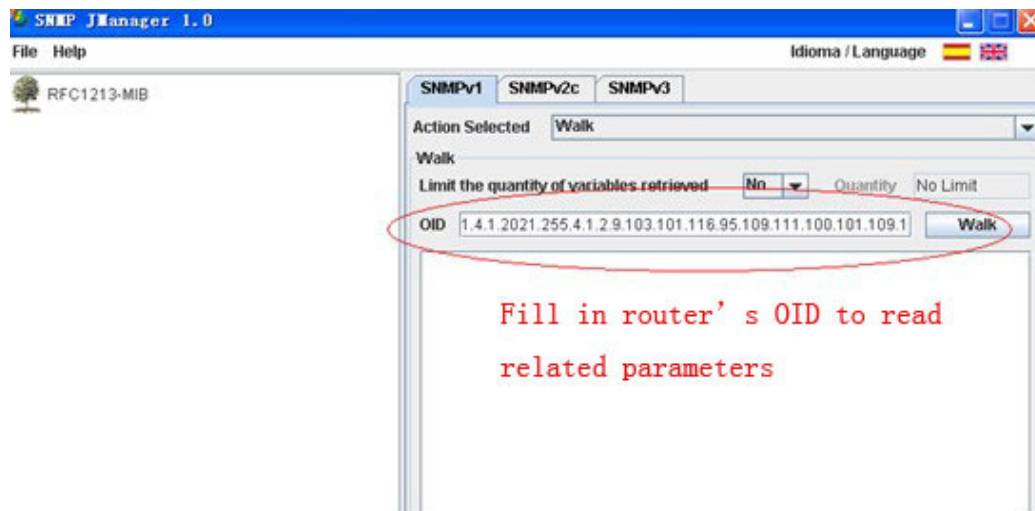 SNMP JManager 1.0
File Help
Idioma / Language
RFC1213-MIB
SNMPv1 SNMPv2c SNMPv3
Action Selected Walk
Walk
Limit the quantity of variables retrieved No Quantity No Limit
OID 1.4.1.2021.255.4.1.2.9.103.101.116.95.109.111.100.101.109.1 Walk
Fill in router's OID to read
related parameters